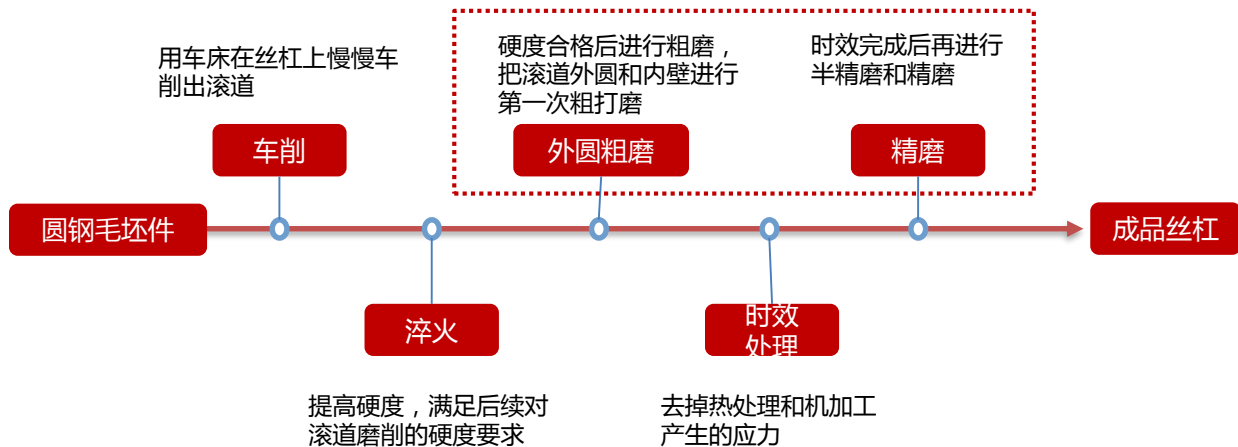 用车床在丝杠上慢慢车
削出滚道
硬度合格后进行粗磨，
把滚道外圆和内壁进行
第一次粗打磨
时效完成后再进行
半精磨和精磨
车削
外圆粗磨
精磨
圆钢毛坯件
成品丝杠
淬火
时效
处理
提高硬度，满足后续对
滚道磨削的硬度要求
去掉热处理和机加工
产生的应力